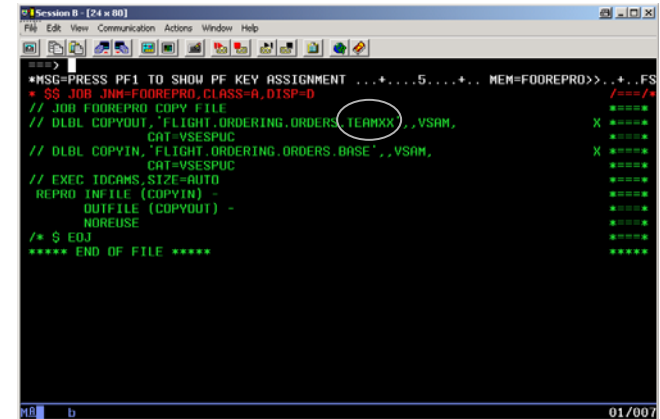 Session B - [24 x 80]
File Edit View Communication Actions Window Help
===>
*MSG=PRESS PF1 TO SHOW PF KEY ASSIGNMENT ...+....5....+.. MEM=FOOREPRO>>..+..FS
* $$ JOB JNM=FOOREPRO,CLASS=A,DISP=D /===/*
// JOB FOOREPRO COPY FILE *===*
// DLBL COPYOUT,'FLIGHT.ORDERING.ORDERS.TEAMXX',,VSAM, X *===*
CAT=VSESPUC *===*
// DLBL COPYIN,'FLIGHT.ORDERING.ORDERS.BASE',,VSAM, X *===*
CAT=VSESPUC *===*
// EXEC IDCAMS,SIZE=AUTO *===*
REPRO INFILE (COPYIN) - *===*
OUTFILE (COPYOUT) - *===*
NOREUSE *===*
/* $ EOJ *===*
***** END OF FILE ***** *****
MA b 01/007